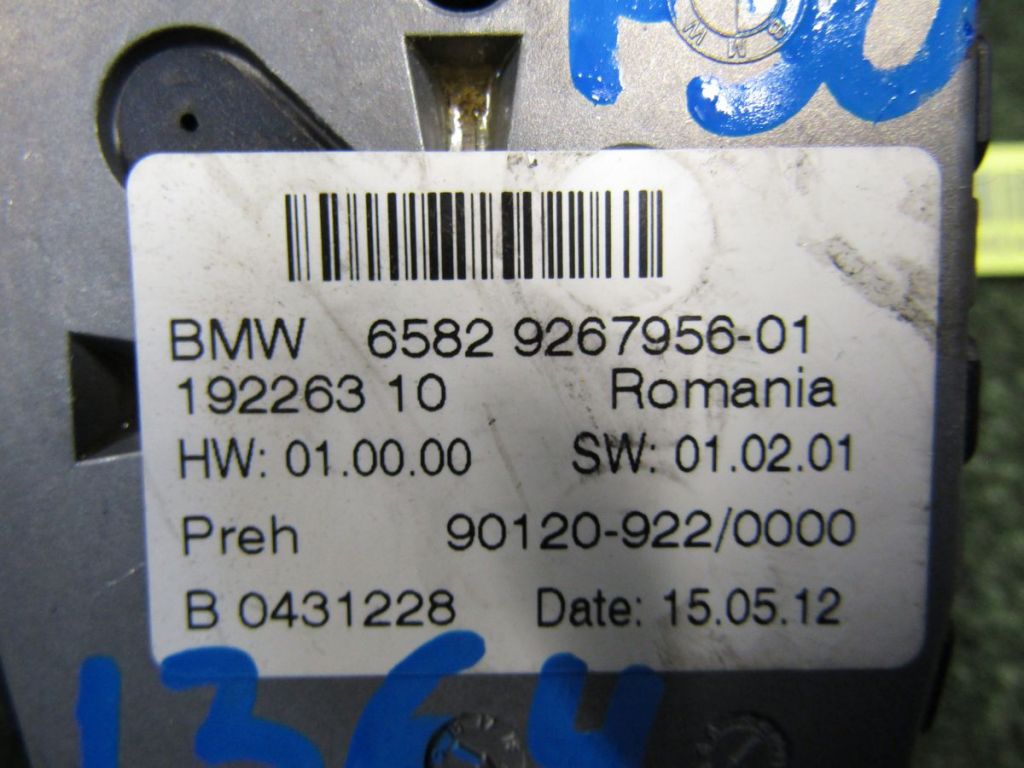 BMW
BMW 6582 9267956-01
192263 10 Romania
HW: 01.00.00 SW: 01.02.01
Preh 90120-922/0000
B 0431228 Date: 15.05.12
1364